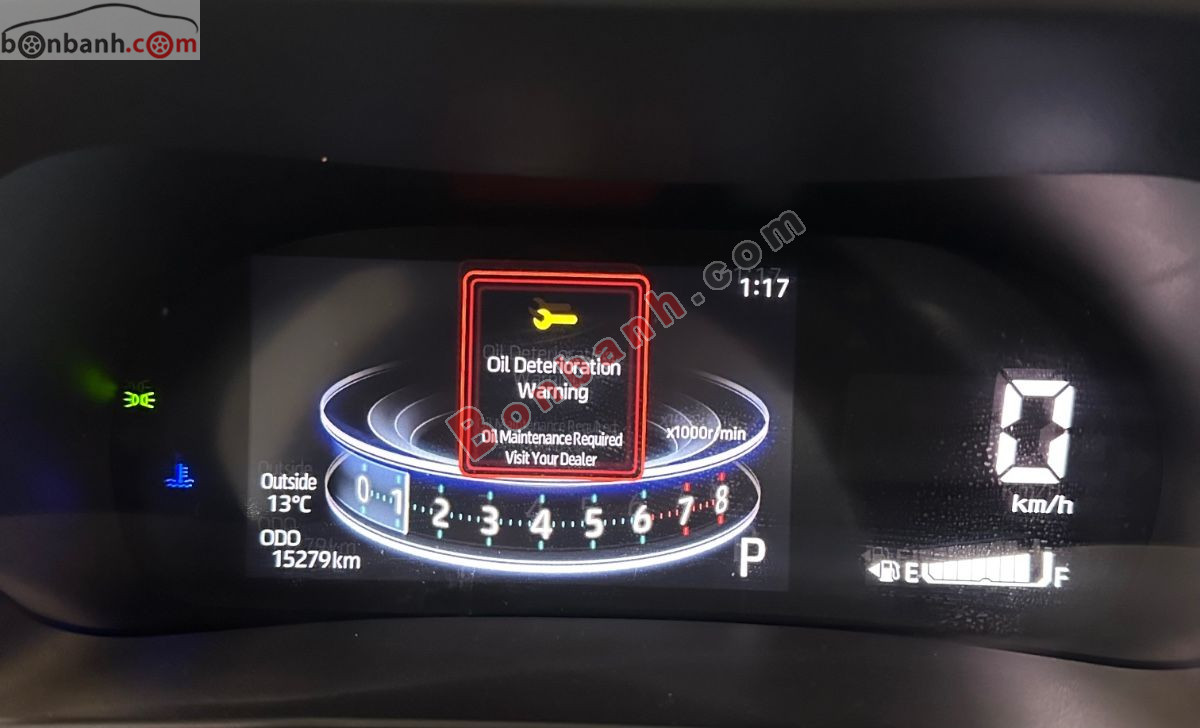 bonbanh.com
Bonbanh.com
1:17
Oil Deterioration
Warning
Oil Maintenance Required
Visit Your Dealer
x1000r/min
0 1 2 3 4 5 6 7 8
Outside
13°C
ODO
15279km
P
0
km/h
E F